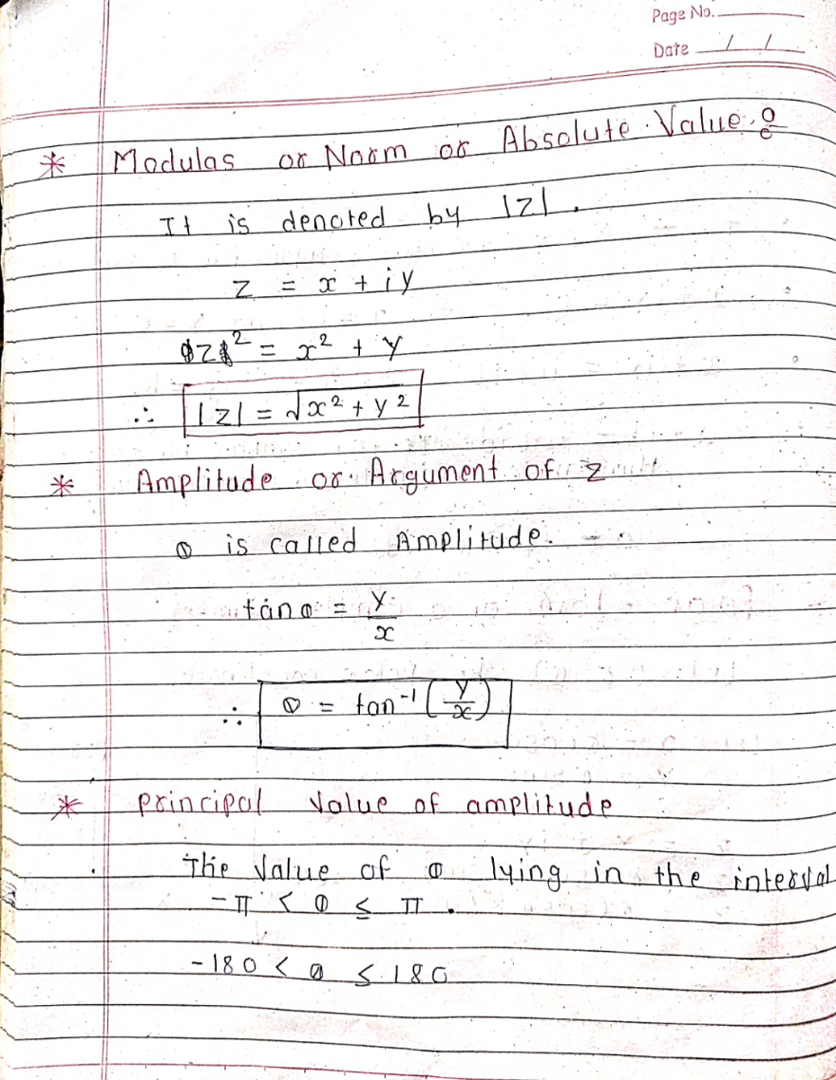 Page No.
Date / /
* Modulas or Norm or Absolute Value :
It is denoted by |z| .
z = x + iy
z² = x² + y
∴ |z| = √x² + y²
* Amplitude or Argument of z
θ is called Amplitude.
tanθ = y/x
∴ θ = tan⁻¹ (y/x)
* principal value of amplitude
The value of θ lying in the interval
-π < θ ≤ π .
-180 < θ ≤ 180